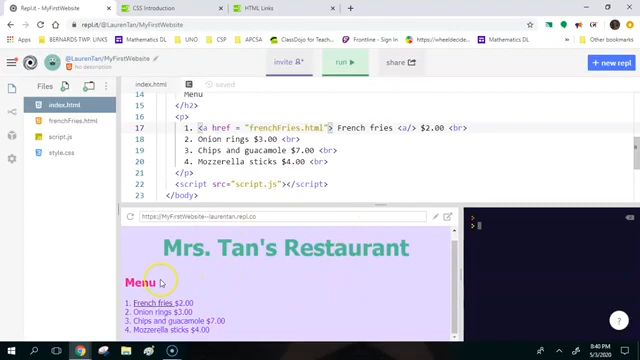 Repl.it - MyFirstWebsite
CSS Introduction
HTML Links
repl.it/@LaurenTan/MyFirstWebsite
Apps
BERNARDS TWP. LINKS
Mathematics DL
UNO
APCSA
ClassDojo for Teach...
Frontline - Sign In
https://wheeldecide...
Mathematics DL
Other bookmarks
@LaurenTan/MyFirstWebsite
No description
invite
run
share
+ new repl
Files
index.html
frenchFries.html
script.js
style.css
index.html
saved
14 Menu
15 </h2>
16 <p>
17 1. <a href = "frenchFries.html"> French fries <a/> $2.00 <br>
18 2. Onion rings $3.00 <br>
19 3. Chips and guacamole $7.00 <br>
20 4. Mozzerella sticks $4.00 <br>
21 </p>
22 <script src="script.js"></script>
23 </body>
https://MyFirstWebsite--laurentan.repl.co
Mrs. Tan's Restaurant
Menu
1. French fries $2.00
2. Onion rings $3.00
3. Chips and guacamole $7.00
4. Mozzerella sticks $4.00
?
8:40 PM
5/3/2020